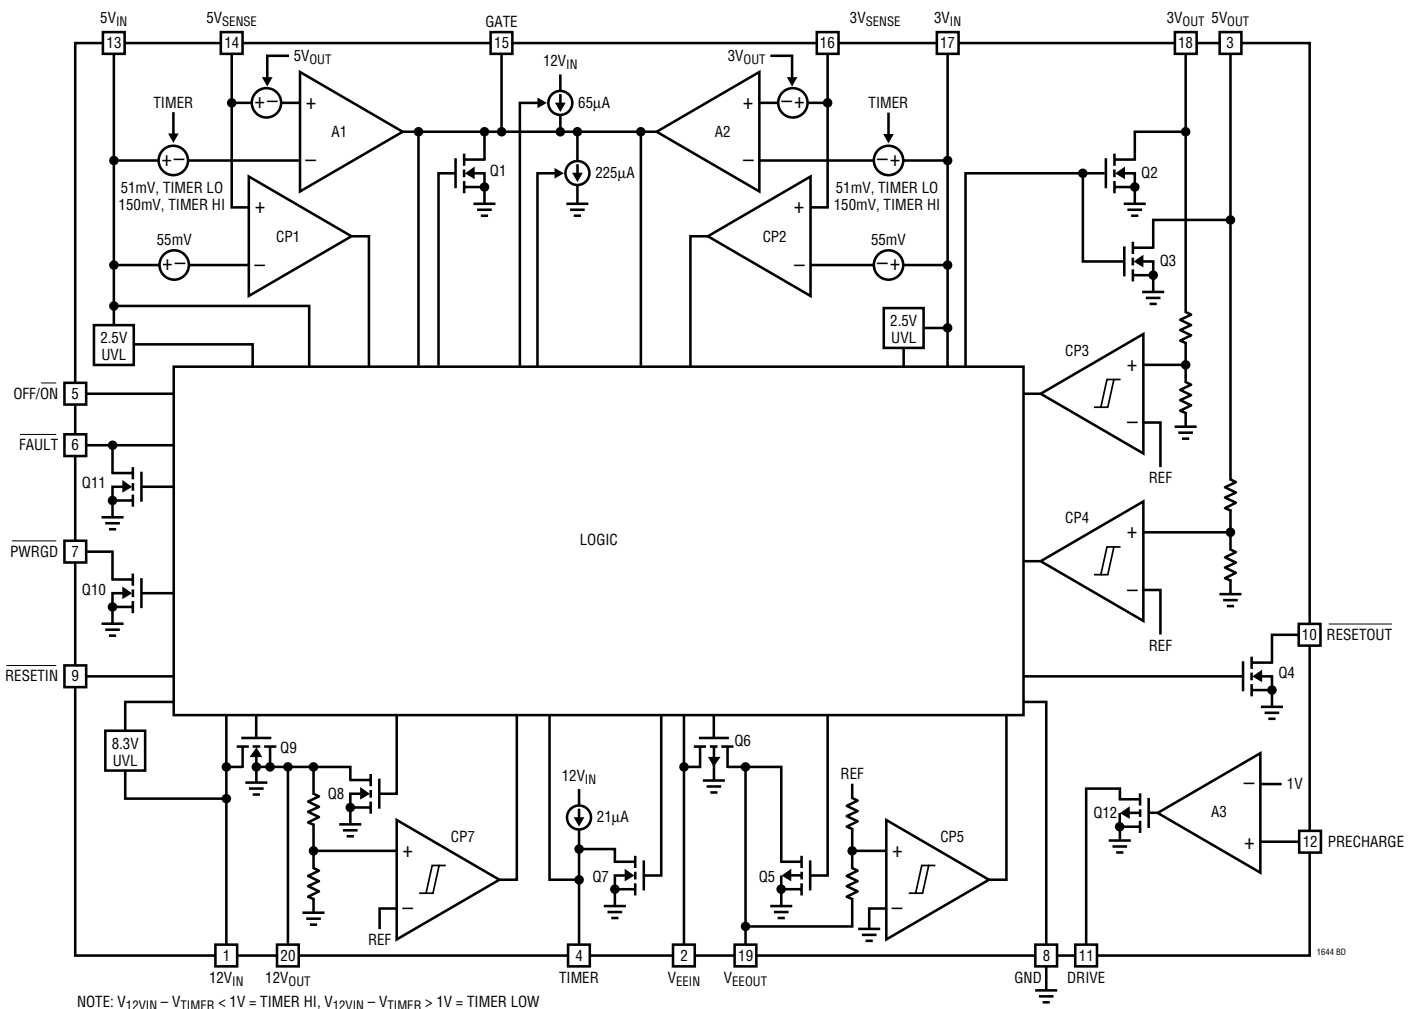 5VIN
5VSENSE
GATE
3VSENSE
3VIN
3VOUT
5VOUT
13
14
15
16
17
18
3
5VOUT
12VIN
3VOUT
TIMER
+ −
+
A1
65µA
+
A2
− +
TIMER
+ −
−
Q1
225µA
−
− +
Q2
51mV, TIMER LO
150mV, TIMER HI
51mV, TIMER LO
150mV, TIMER HI
+
CP1
+
CP2
55mV
+ −
−
−
55mV
− +
Q3
2.5V
UVL
2.5V
UVL
CP3
+
−
REF
OFF/ON
5
FAULT
6
Q11
PWRGD
7
Q10
LOGIC
CP4
+
−
REF
10
RESETOUT
RESETIN
9
Q4
8.3V
UVL
Q9
Q8
CP7
+
−
REF
12VIN
21µA
Q7
Q6
REF
Q5
CP5
+
−
−
1V
Q12
A3
+
12
PRECHARGE
1
20
4
2
19
8
11
12VIN
12VOUT
TIMER
VEEIN
VEEOUT
GND
DRIVE
1644 BD
NOTE: V12VIN – VTIMER < 1V = TIMER HI, V12VIN – VTIMER > 1V = TIMER LOW